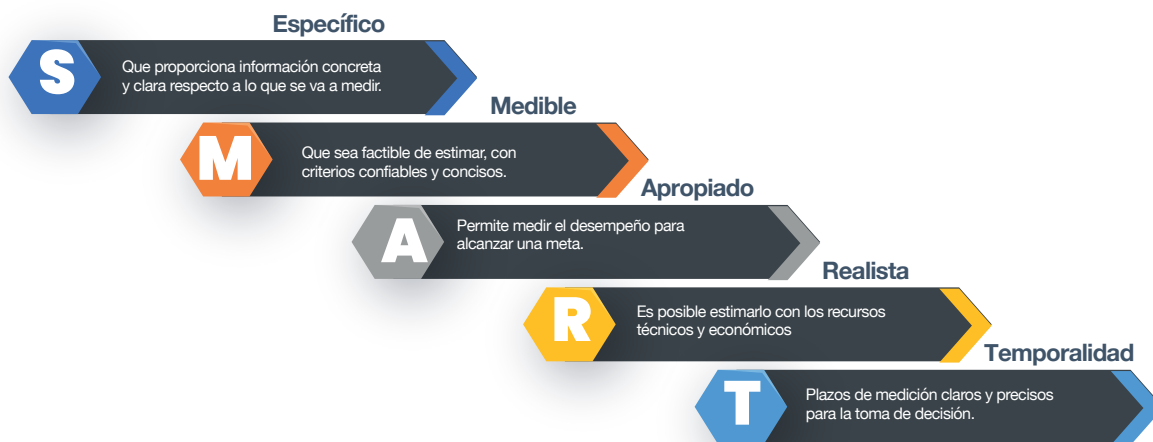 Específico
S
Que proporciona información concreta
y clara respecto a lo que se va a medir.
Medible
M
Que sea factible de estimar, con
criterios confiables y concisos.
Apropiado
A
Permite medir el desempeño para
alcanzar una meta.
Realista
R
Es posible estimarlo con los recursos
técnicos y económicos
Temporalidad
T
Plazos de medición claros y precisos
para la toma de decisión.